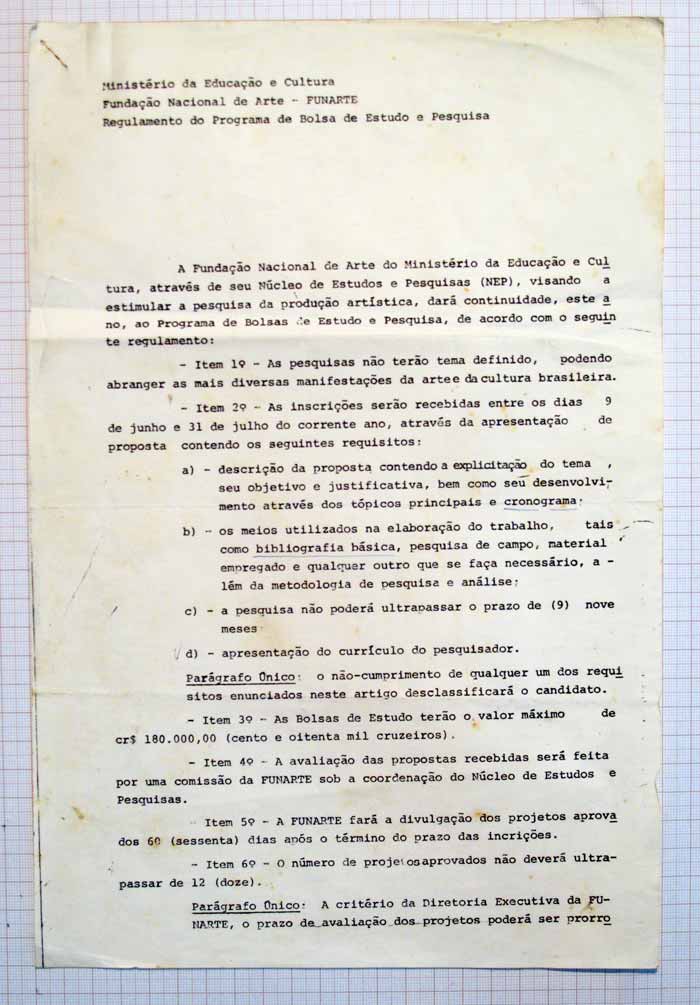 Ministério da Educação e Cultura
Fundação Nacional de Arte - FUNARTE
Regulamento do Programa de Bolsa de Estudo e Pesquisa
A Fundação Nacional de Arte do Ministério da Educação e Cul
tura, através de seu Núcleo de Estudos e Pesquisas (NEP), visando a
estimular a pesquisa da produção artística, dará continuidade, este a
no, ao Programa de Bolsas de Estudo e Pesquisa, de acordo com o seguin
te regulamento:
- Item 1º - As pesquisas não terão tema definido, podendo
abranger as mais diversas manifestações da arte e da cultura brasileira.
- Item 2º - As inscrições serão recebidas entre os dias 9
de junho e 31 de julho do corrente ano, através da apresentação de
proposta contendo os seguintes requisitos:
a) - descrição da proposta contendo a explicitação do tema ,
seu objetivo e justificativa, bem como seu desenvolvi-
mento através dos tópicos principais e cronograma;
b) - os meios utilizados na elaboração do trabalho, tais
como bibliografia básica, pesquisa de campo, material
empregado e qualquer outro que se faça necessário, a -
lém da metodologia de pesquisa e análise;
c) - a pesquisa não poderá ultrapassar o prazo de (9) nove
meses
d) - apresentação do currículo do pesquisador.
Parágrafo Único: o não-cumprimento de qualquer um dos requi
sitos enunciados neste artigo desclassificará o candidato.
- Item 3º - As Bolsas de Estudo terão o valor máximo de
cr$ 180.000,00 (cento e oitenta mil cruzeiros).
- Item 4º - A avaliação das propostas recebidas será feita
por uma comissão da FUNARTE sob a coordenação do Núcleo de Estudos e
Pesquisas.
Item 5º - A FUNARTE fará a divulgação dos projetos aprova
dos 60 (sessenta) dias após o término do prazo das incrições.
- Item 6º - O número de projetos aprovados não deverá ultra-
passar de 12 (doze).
Parágrafo Único: A critério da Diretoria Executiva da FU-
NARTE, o prazo de avaliação dos projetos poderá ser prorro